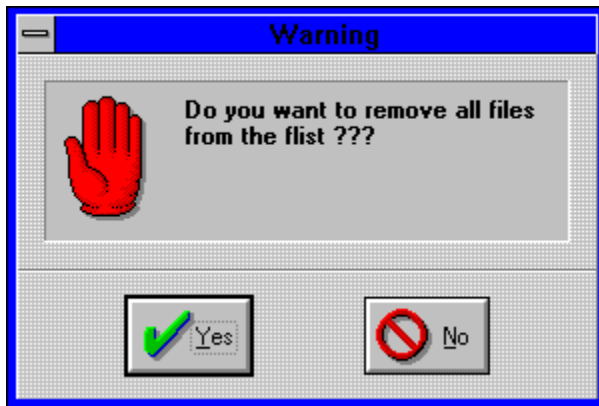 Warning
Do you want to remove all files
from the flist ???
Yes
No